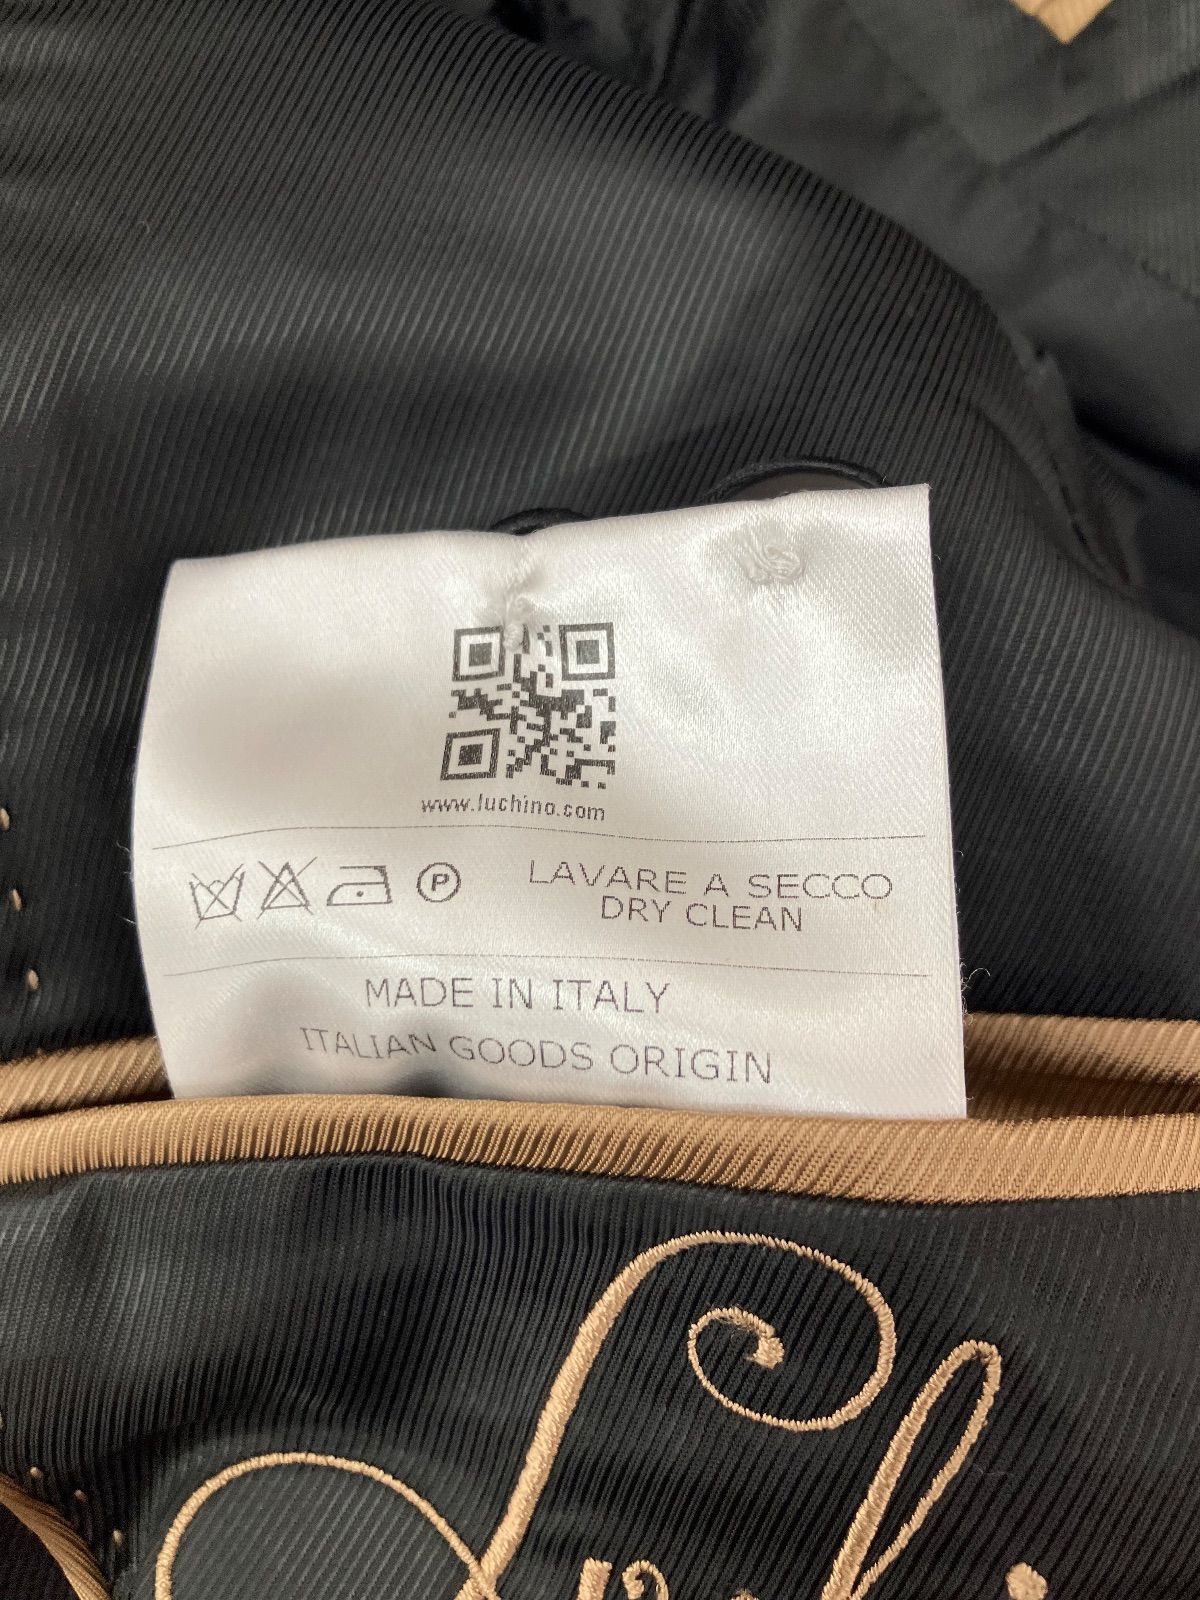 www.luchino.com
P
LAVARE A SECCO
DRY CLEAN
MADE IN ITALY
ITALIAN GOODS ORIGIN